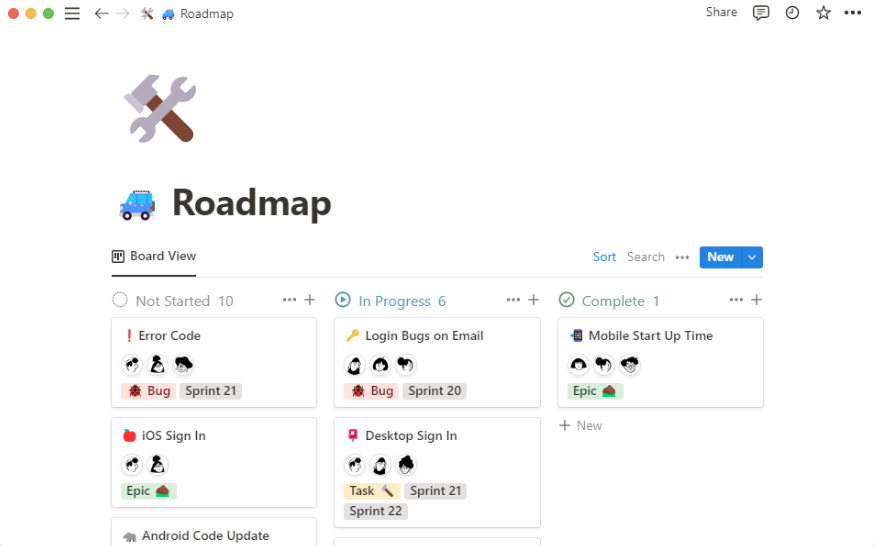 Roadmap
Share
Roadmap
Board View
Sort
Search
New
Not Started 10
In Progress 6
Complete 1
Error Code
Bug
Sprint 21
iOS Sign In
Epic
Android Code Update
Login Bugs on Email
Bug
Sprint 20
Desktop Sign In
Task
Sprint 21
Sprint 22
Mobile Start Up Time
Epic
New